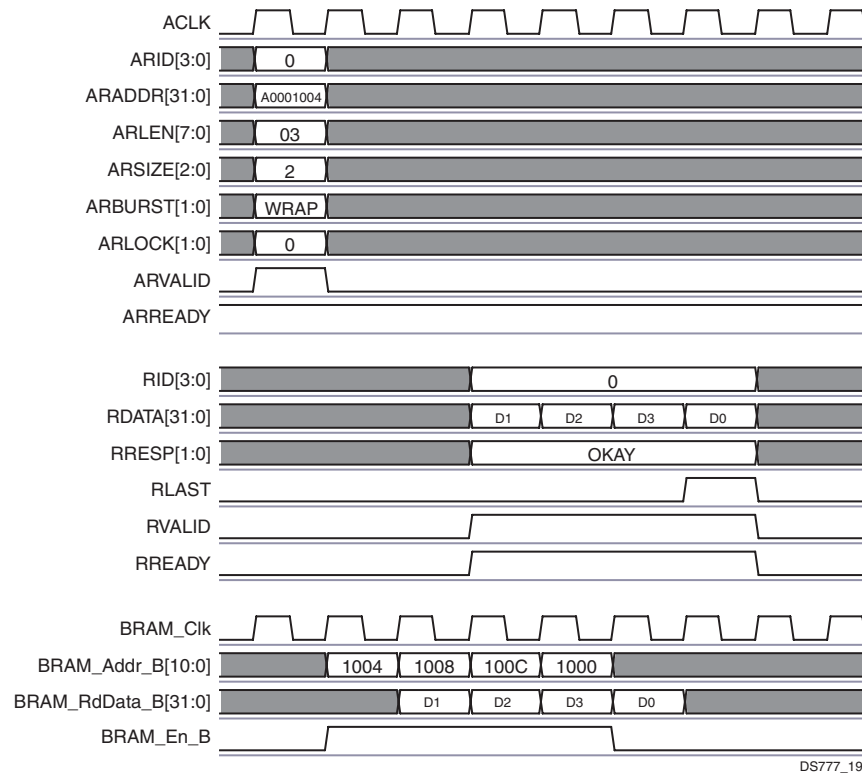 ACLK
ARID[3:0] 0
ARADDR[31:0] A0001004
ARLEN[7:0] 03
ARSIZE[2:0] 2
ARBURST[1:0] WRAP
ARLOCK[1:0] 0
ARVALID
ARREADY
RID[3:0] 0
RDATA[31:0] D1 D2 D3 D0
RRESP[1:0] OKAY
RLAST
RVALID
RREADY
BRAM_Clk
BRAM_Addr_B[10:0] 1004 1008 100C 1000
BRAM_RdData_B[31:0] D1 D2 D3 D0
BRAM_En_B
DS777_19